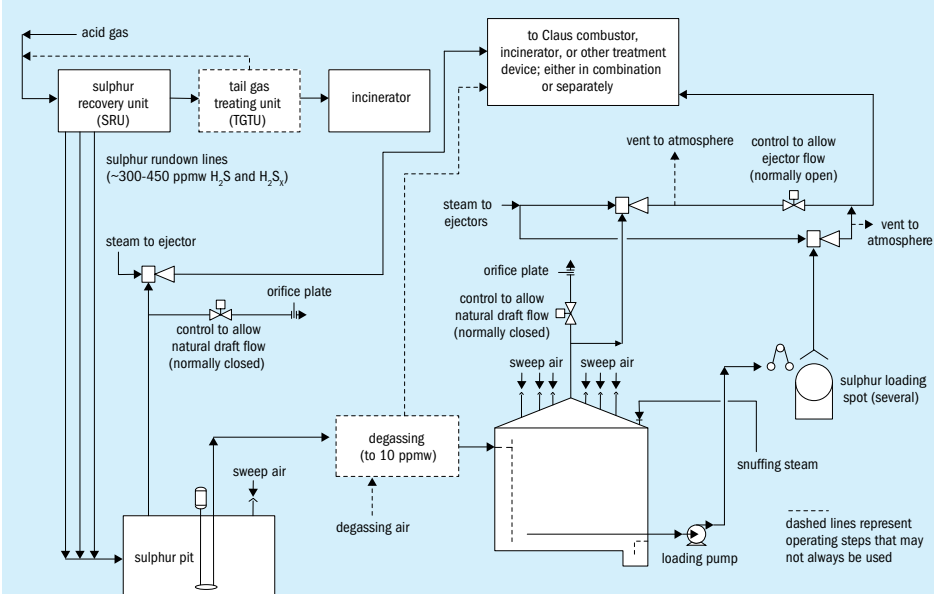 acid gas
sulphur
recovery unit
(SRU)
tail gas
treating unit
(TGTU)
incinerator
to Claus combustor,
incinerator, or other treatment
device; either in combination
or separately
sulphur rundown lines
(~300-450 ppmw H₂S and H₂Sₓ)
vent to atmosphere
control to allow
ejector flow
(normally open)
steam to
ejectors
vent to
atmosphere
steam to ejector
orifice plate
control to allow
natural draft flow
(normally closed)
orifice plate
control to allow
natural draft flow
(normally closed)
sweep air
sweep air
sulphur loading
spot (several)
degassing
(to 10 ppmw)
sweep air
snuffing steam
degassing air
sulphur pit
loading pump
dashed lines represent
operating steps that may
not always be used